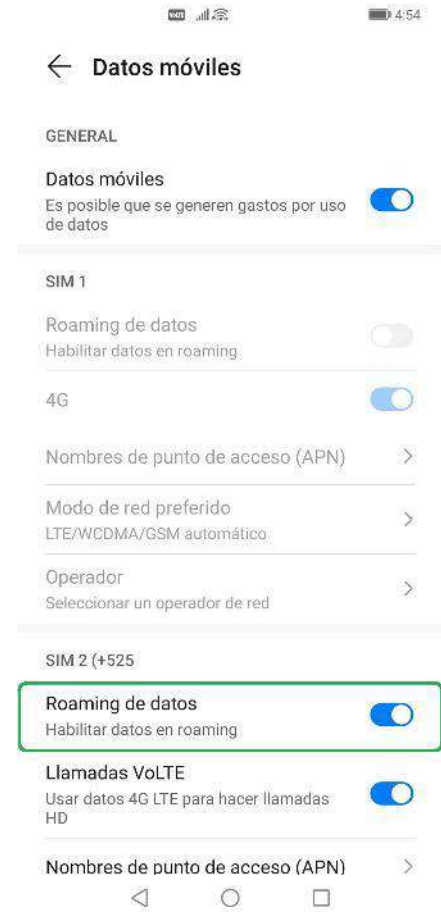 VoLTE 4:54
Datos móviles
GENERAL
Datos móviles
Es posible que se generen gastos por uso
de datos
SIM 1
Roaming de datos
Habilitar datos en roaming
4G
Nombres de punto de acceso (APN)
Modo de red preferido
LTE/WCDMA/GSM automático
Operador
Seleccionar un operador de red
SIM 2 (+525
Roaming de datos
Habilitar datos en roaming
Llamadas VoLTE
Usar datos 4G LTE para hacer llamadas
HD
Nombres de punto de acceso (APN)